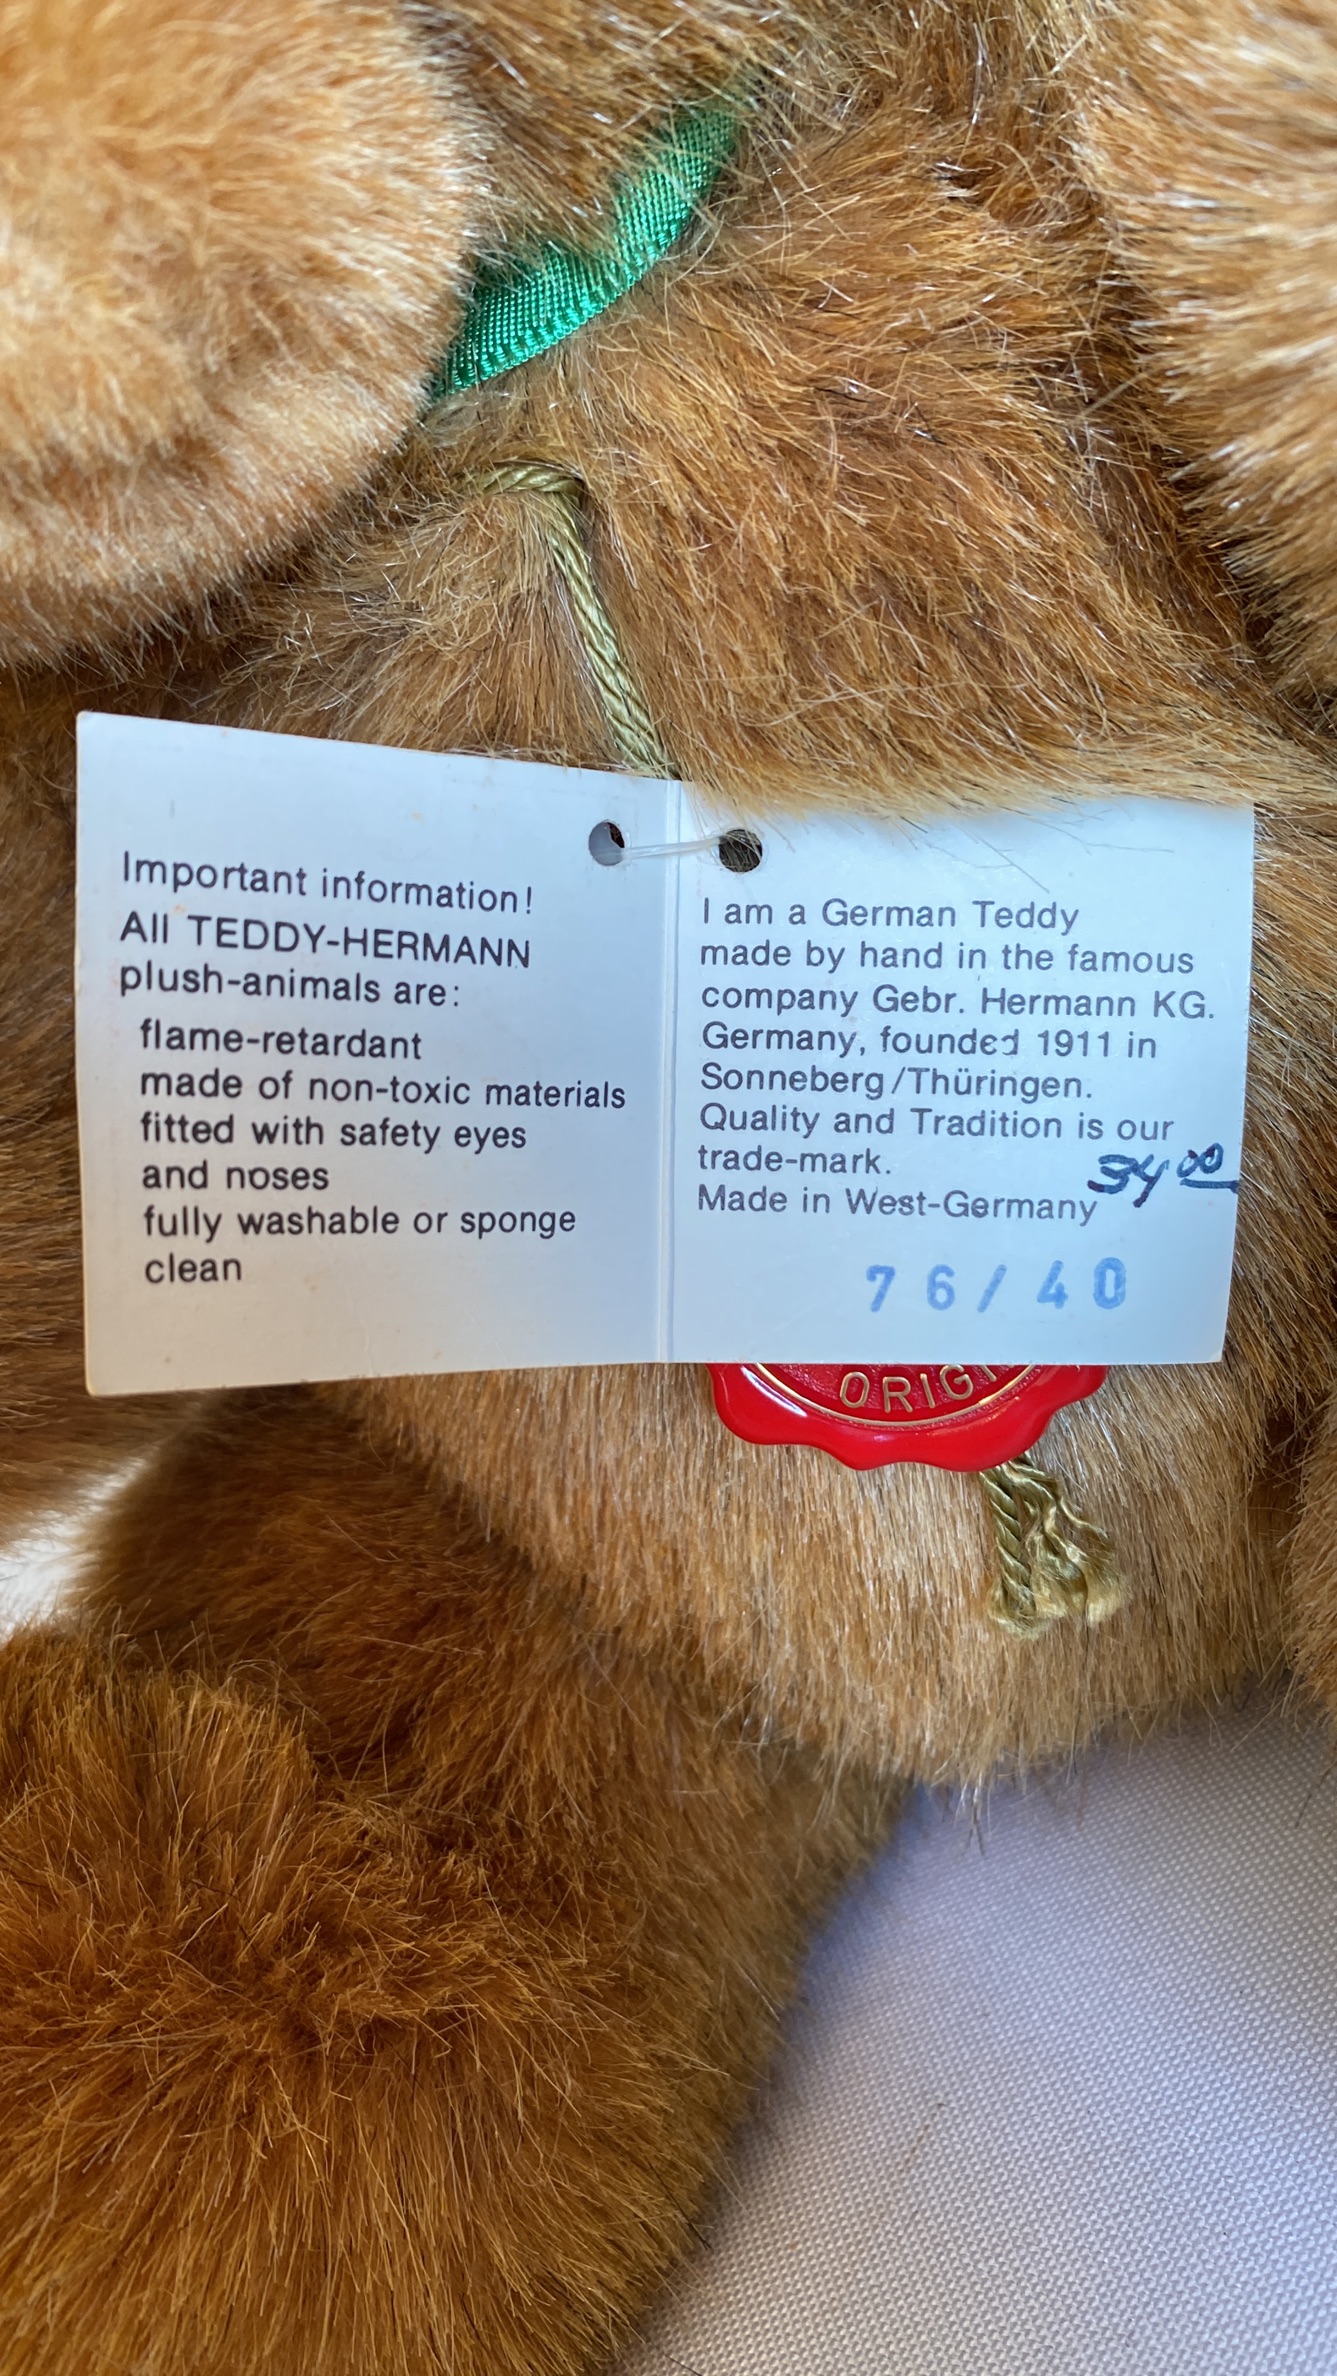 Important information!
All TEDDY-HERMANN
plush-animals are:
flame-retardant
made of non-toxic materials
fitted with safety eyes
and noses
fully washable or sponge
clean
I am a German Teddy
made by hand in the famous
company Gebr. Hermann KG.
Germany, founded 1911 in
Sonneberg/Thüringen.
Quality and Tradition is our
trade-mark.
34 00
Made in West-Germany
76/40
ORIGI